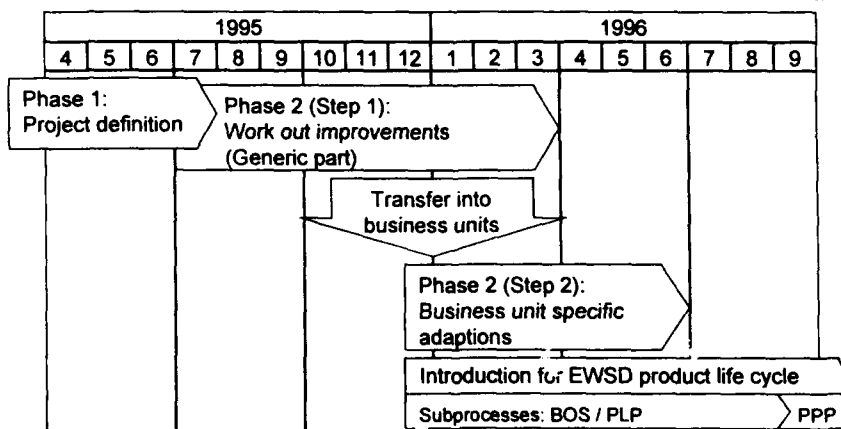 1995 1996
4 5 6 7 8 9 10 11 12 1 2 3 4 5 6 7 8 9
Phase 1:
Project definition
Phase 2 (Step 1):
Work out improvements
(Generic part)
Transfer into
business units
Phase 2 (Step 2):
Business unit specific
adaptions
Introduction for EWSD product life cycle
Subprocesses: BOS / PLP PPP